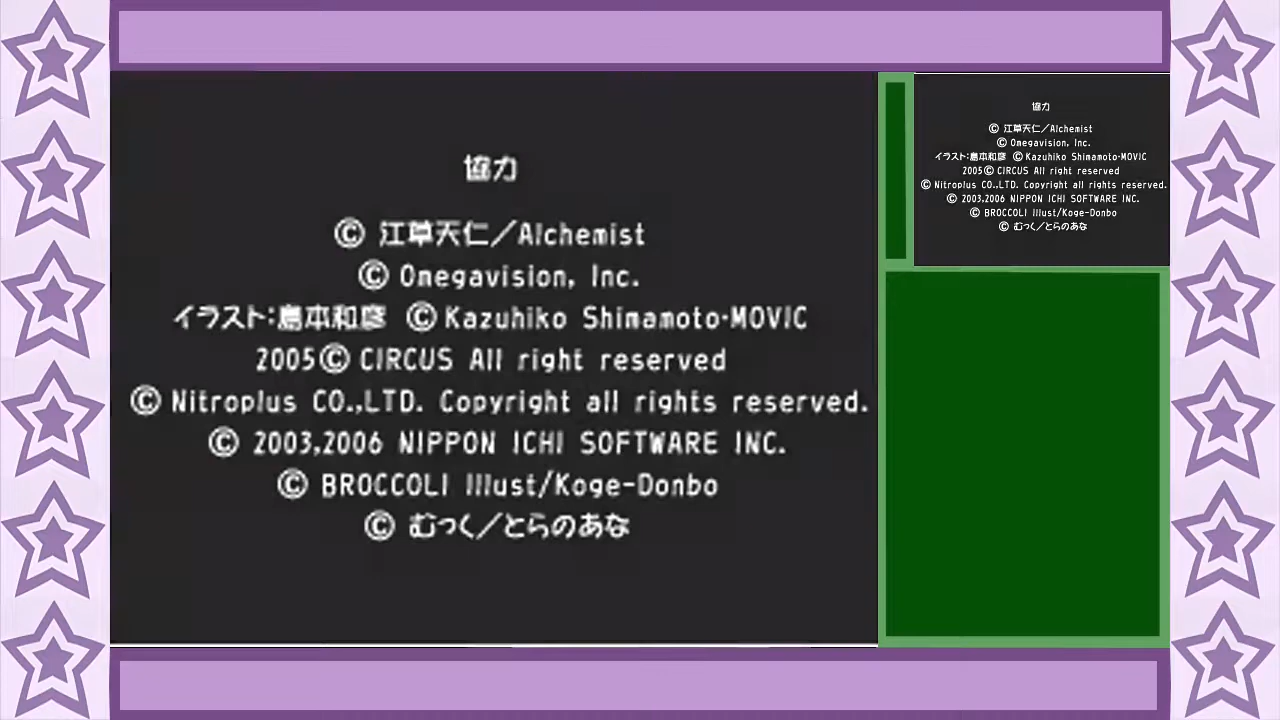 協力
© 江草天仁／Alchemist
© Omegavision, Inc.
イラスト:島本和彦 © Kazuhiko Shimamoto·MOVIC
2005© CIRCUS All right reserved
© Nitroplus CO.,LTD. Copyright all rights reserved.
© 2003,2006 NIPPON ICHI SOFTWARE INC.
© BROCCOLI Illust/Koge-Donbo
© むっく／とらのあな
協力
© 江草天仁／Alchemist
© Omegavision, Inc.
イラスト:島本和彦 © Kazuhiko Shimamoto·MOVIC
2005© CIRCUS All right reserved
© Nitroplus CO.,LTD. Copyright all rights reserved.
© 2003,2006 NIPPON ICHI SOFTWARE INC.
© BROCCOLI Illust/Koge-Donbo
© むっく／とらのあな